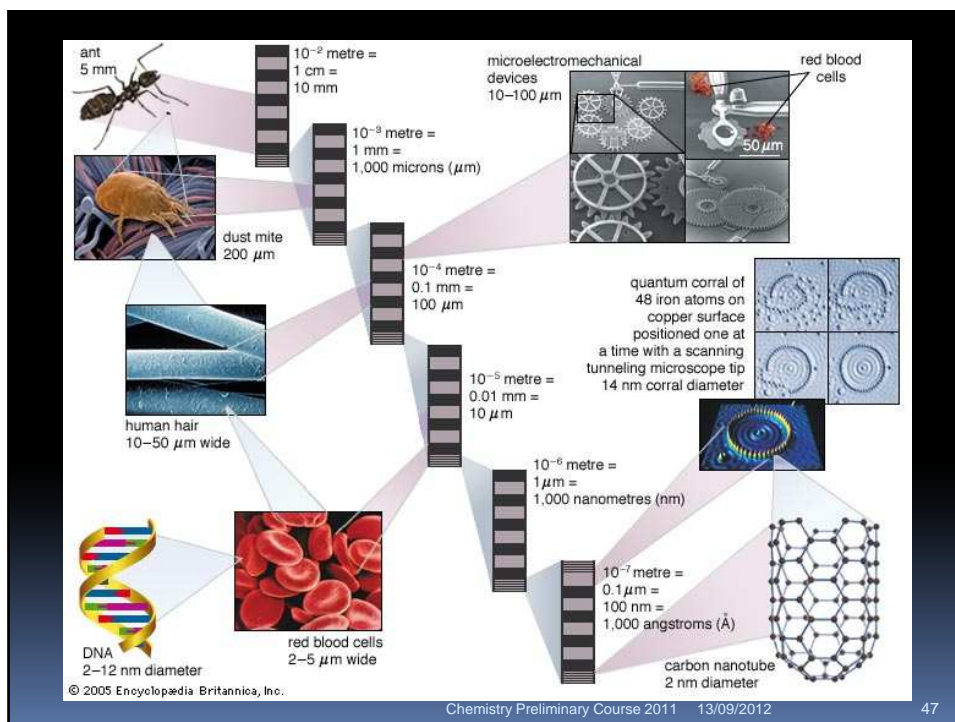 ant
5 mm
10⁻² metre =
1 cm =
10 mm
microelectromechanical
devices
10–100 μm
red blood
cells
50 μm
10⁻³ metre =
1 mm =
1,000 microns (μm)
dust mite
200 μm
10⁻⁴ metre =
0.1 mm =
100 μm
quantum corral of
48 iron atoms on
copper surface
positioned one at
a time with a scanning
tunneling microscope tip
14 nm corral diameter
human hair
10–50 μm wide
10⁻⁵ metre =
0.01 mm =
10 μm
10⁻⁶ metre =
1 μm =
1,000 nanometres (nm)
10⁻⁷ metre =
0.1 μm =
100 nm =
1,000 angstroms (Å)
DNA
2–12 nm diameter
red blood cells
2–5 μm wide
carbon nanotube
2 nm diameter
© 2005 Encyclopædia Britannica, Inc.
Chemistry Preliminary Course 2011 13/09/2012 47